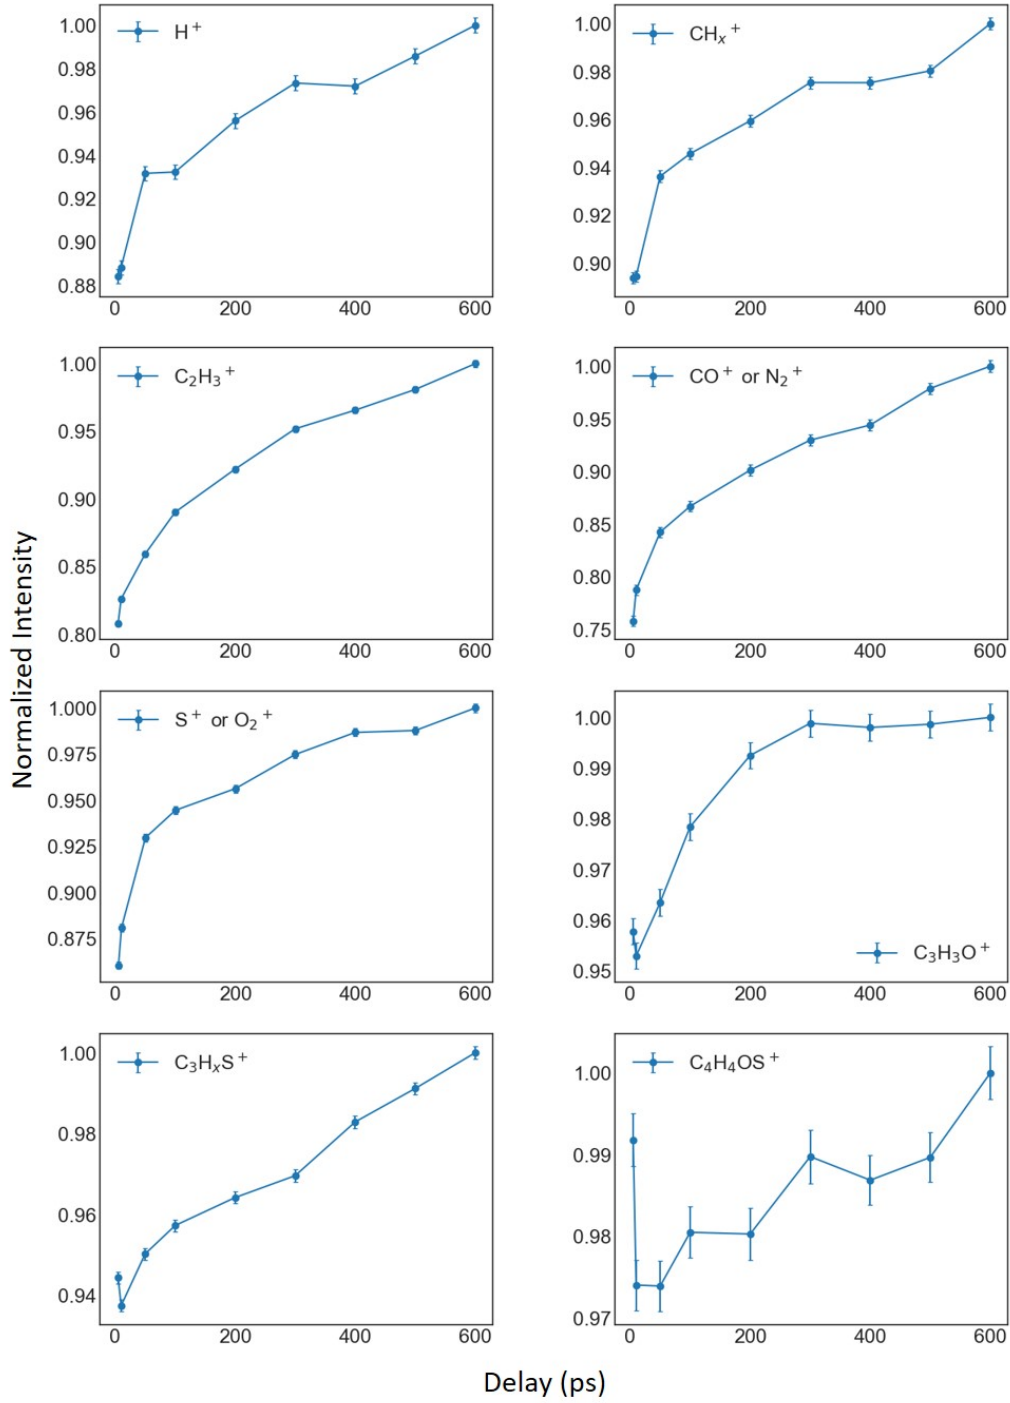 H⁺
1.00
0.98
0.96
0.94
0.92
0.90
0.88
0 200 400 600
CHₓ⁺
1.00
0.98
0.96
0.94
0.92
0.90
0 200 400 600
C₂H₃⁺
1.00
0.95
0.90
0.85
0.80
0 200 400 600
CO⁺ or N₂⁺
1.00
0.95
0.90
0.85
0.80
0.75
0 200 400 600
Normalized Intensity
S⁺ or O₂⁺
1.000
0.975
0.950
0.925
0.900
0.875
0 200 400 600
1.00
0.99
0.98
0.97
0.96
0.95
C₃H₃O⁺
0 200 400 600
C₃HₓS⁺
1.00
0.98
0.96
0.94
0 200 400 600
C₄H₄OS⁺
1.00
0.99
0.98
0.97
0 200 400 600
Delay (ps)